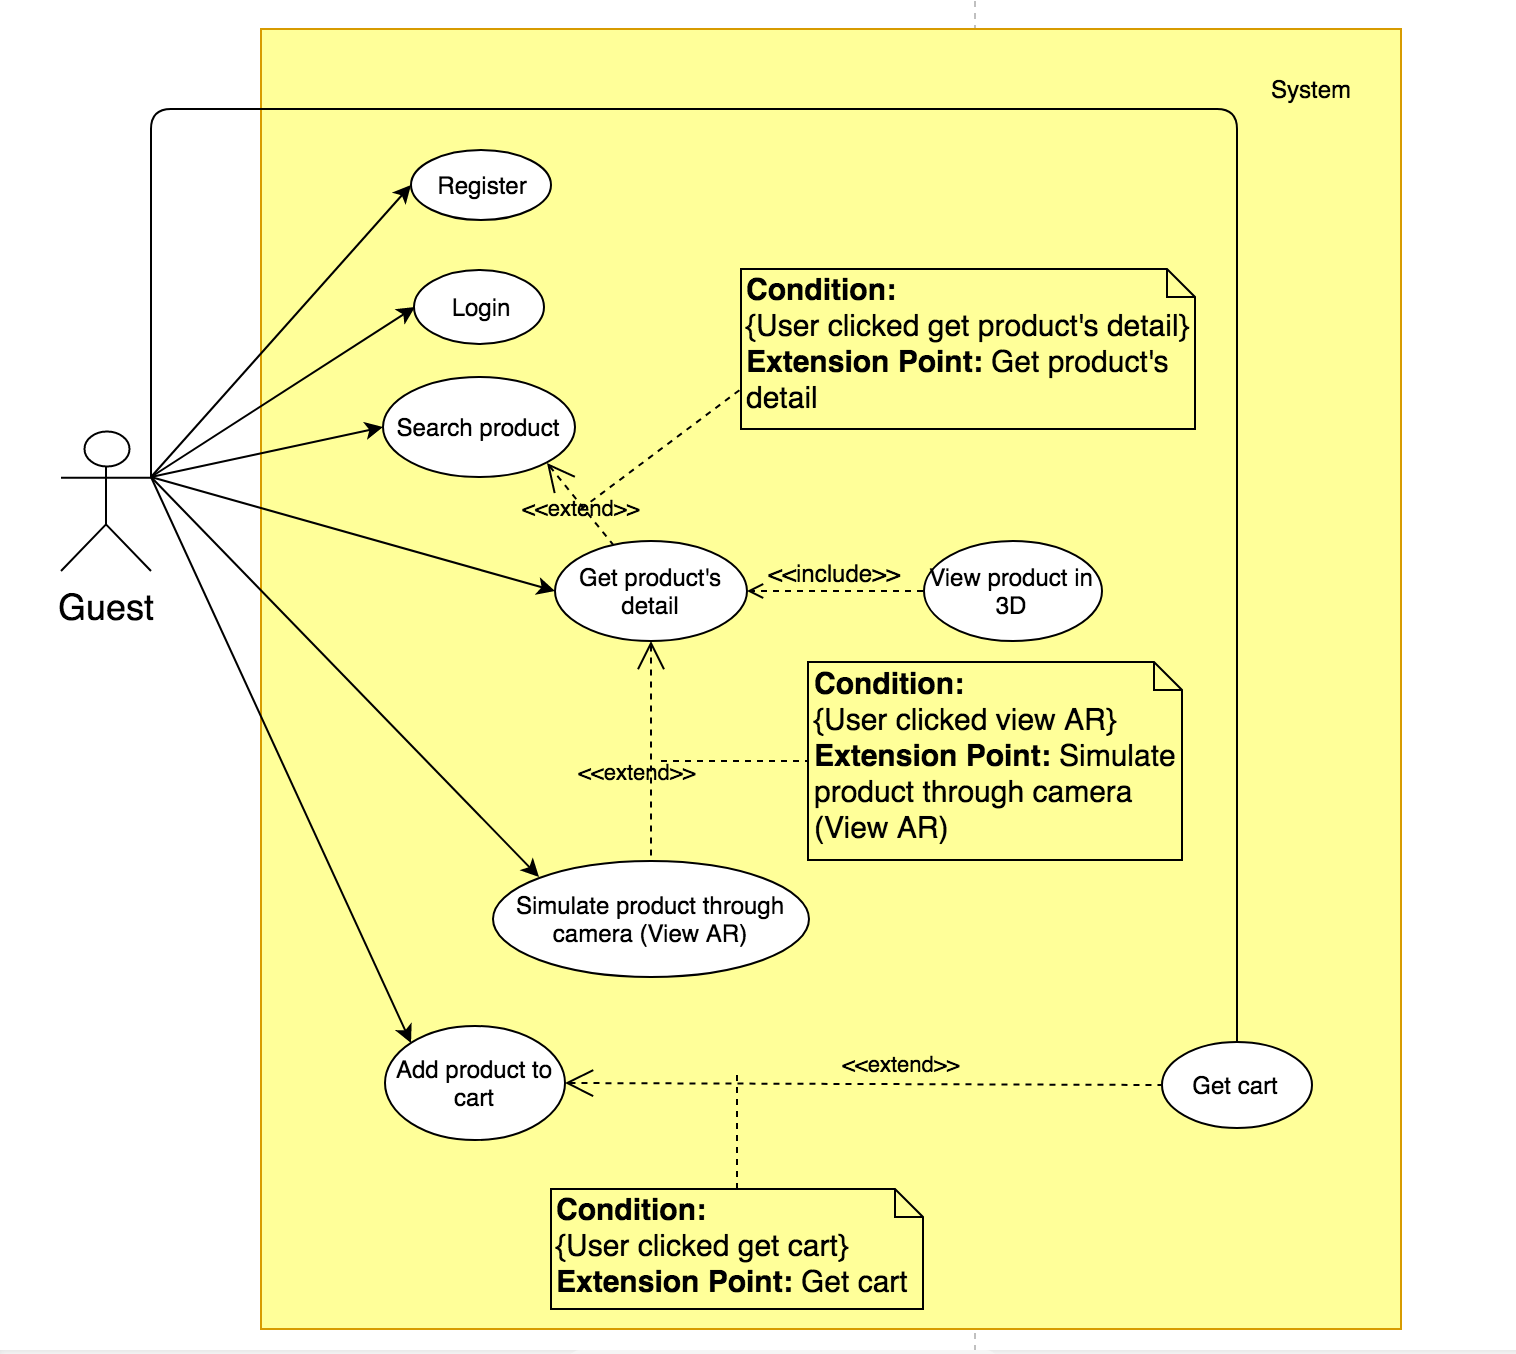 System
Register
Login
Search product
Condition:
{User clicked get product's detail}
Extension Point: Get product's
detail
<<extend>>
Guest
Get product's
detail
<<include>>
View product in
3D
Condition:
{User clicked view AR}
Extension Point: Simulate
product through camera
(View AR)
<<extend>>
Simulate product through
camera (View AR)
Add product to
cart
<<extend>>
Get cart
Condition:
{User clicked get cart}
Extension Point: Get cart